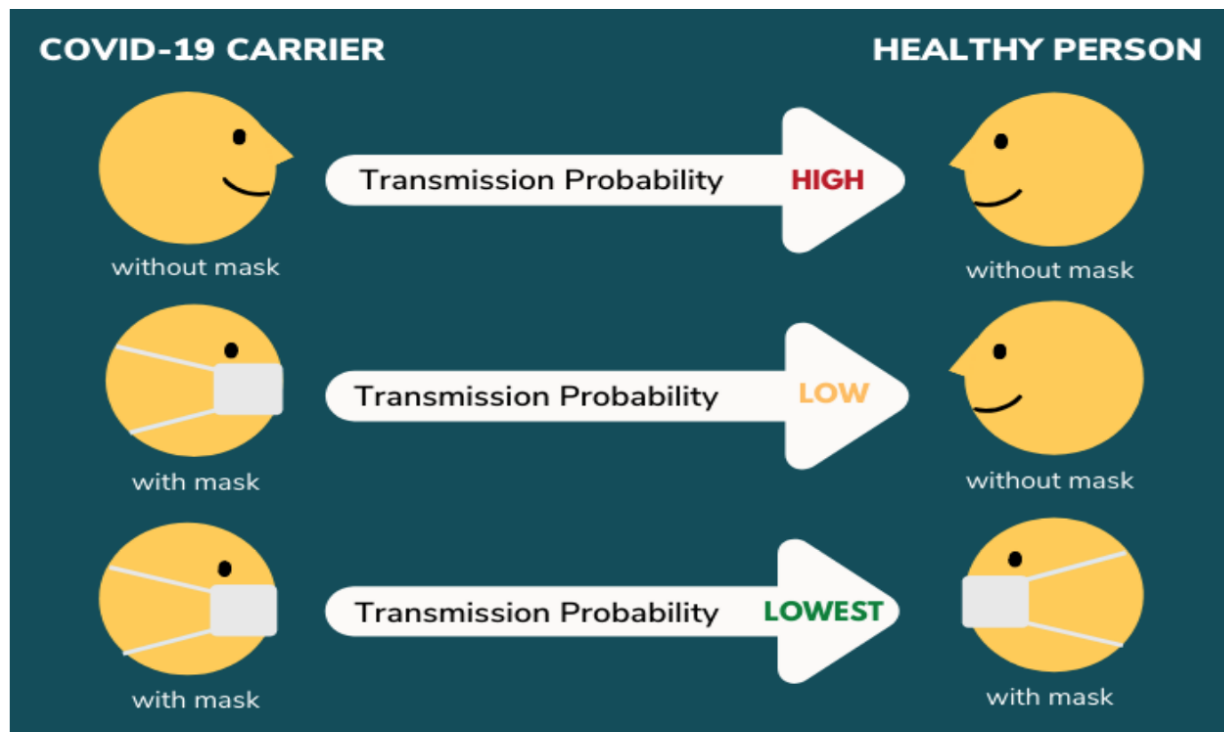 COVID-19 CARRIER
HEALTHY PERSON
Transmission Probability HIGH
without mask
without mask
Transmission Probability LOW
with mask
without mask
Transmission Probability LOWEST
with mask
with mask